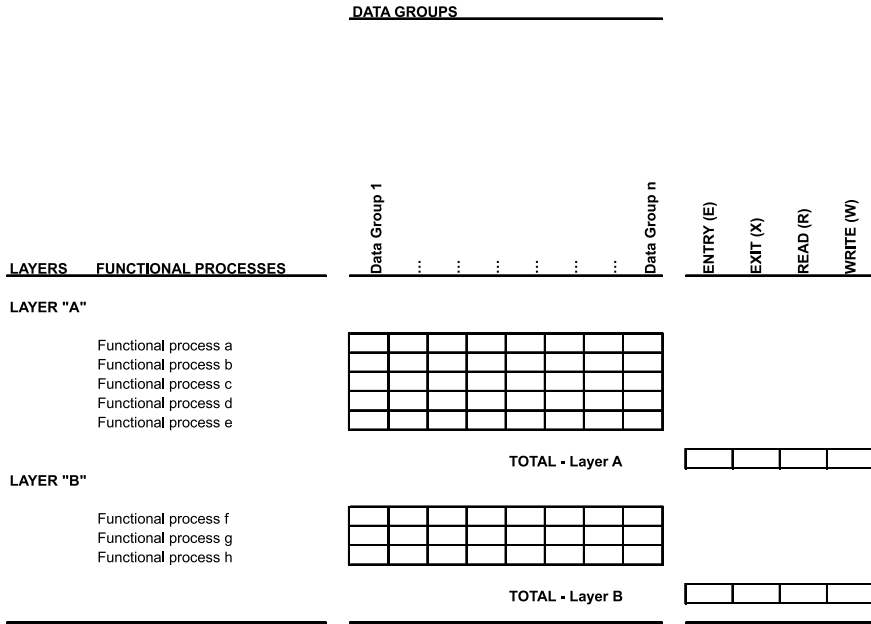 DATA GROUPS
LAYERS FUNCTIONAL PROCESSES Data Group 1 ... ... ... ... ... ... Data Group n ENTRY (E) EXIT (X) READ (R) WRITE (W)
LAYER "A"
Functional process a
Functional process b
Functional process c
Functional process d
Functional process e
TOTAL - Layer A
LAYER "B"
Functional process f
Functional process g
Functional process h
TOTAL - Layer B